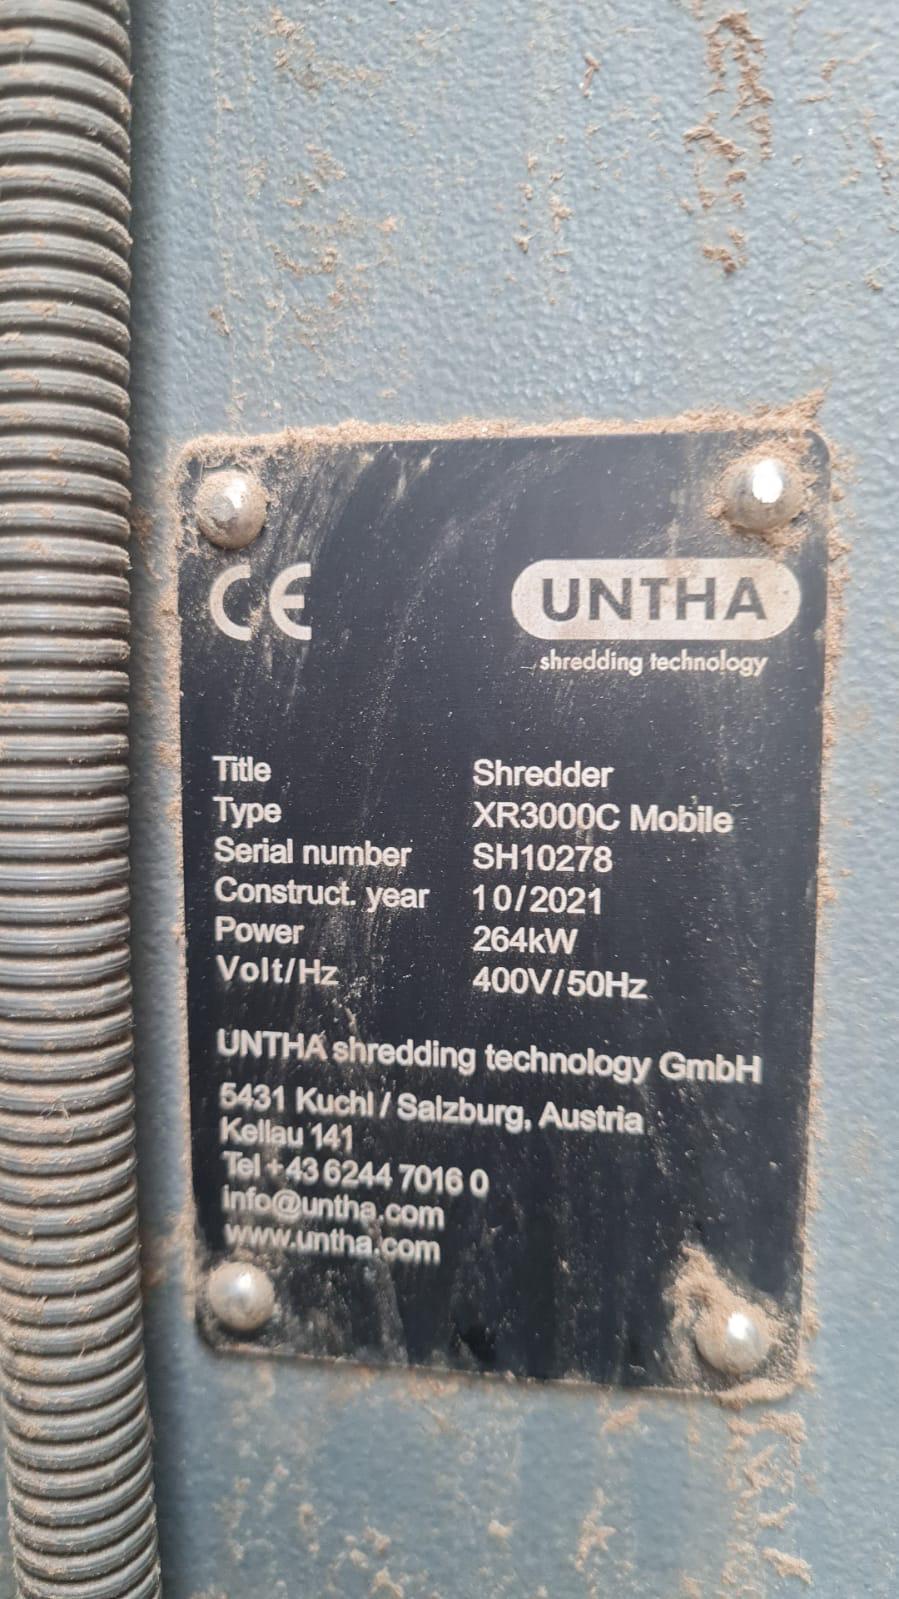 CE
UNTHA
shredding technology
Title Shredder
Type XR3000C Mobile
Serial number SH10278
Construct. year 10/2021
Power 264kW
Volt/Hz 400V/50Hz
UNTHA shredding technology GmbH
5431 Kuchl / Salzburg, Austria
Kellau 141
Tel +43 6244 7016 0
info@untha.com
www.untha.com